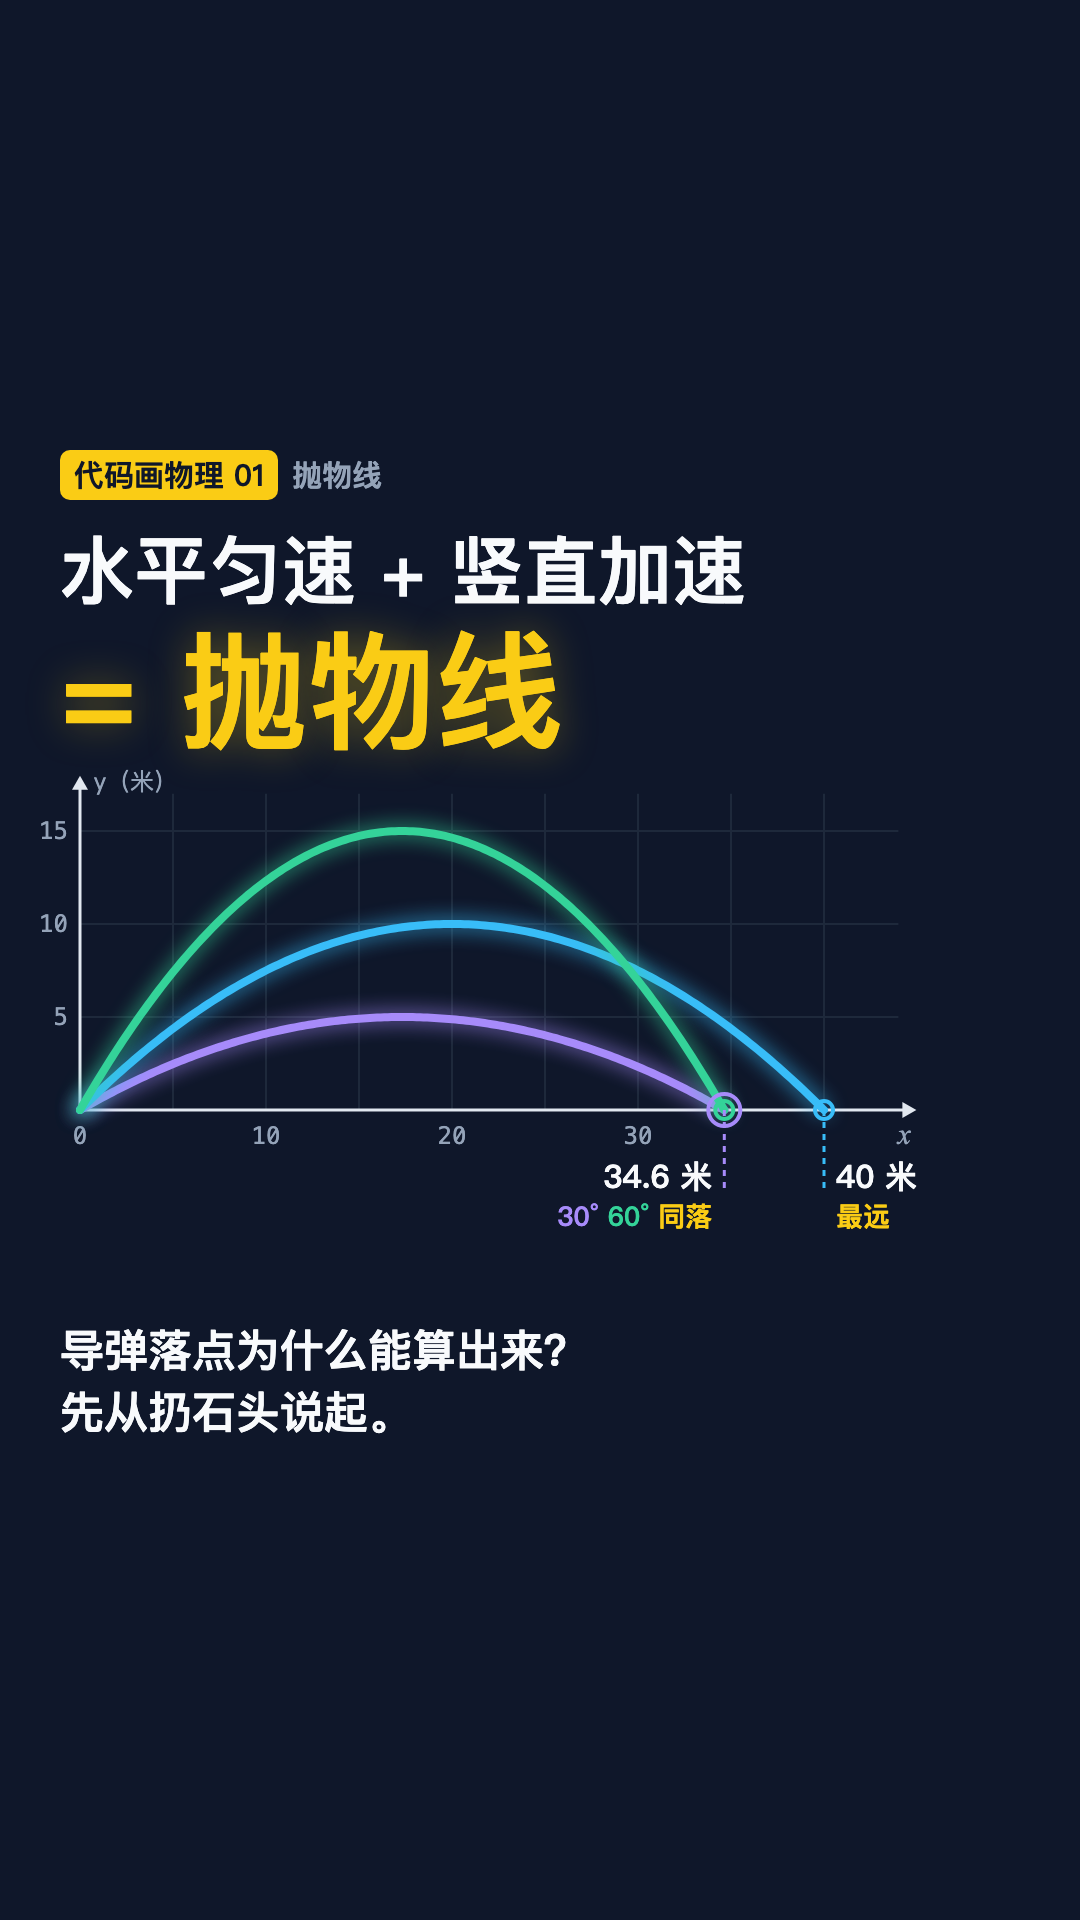 代码画物理 01 抛物线
水平匀速 + 竖直加速
= 抛物线
y（米）
15
10
5
0 10 20 30 x
34.6 米 40 米
30° 60° 同落 最远
导弹落点为什么能算出来？
先从扔石头说起。